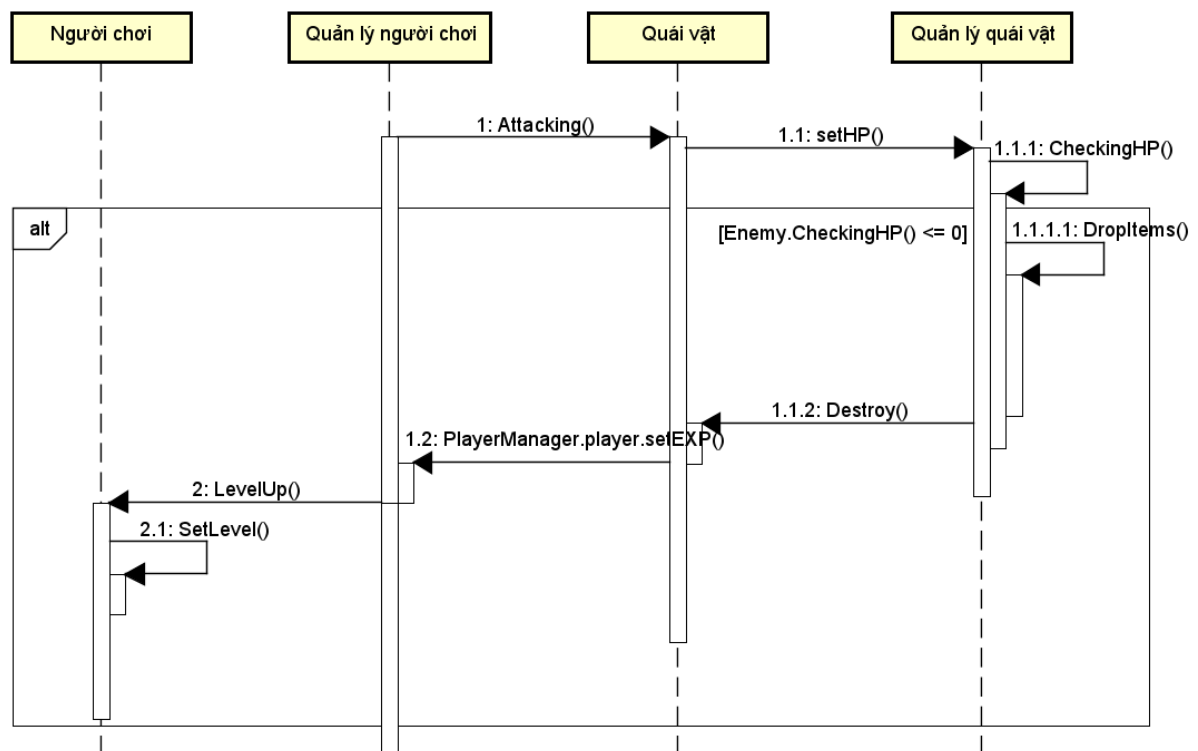 Người chơi
Quản lý người chơi
Quái vật
Quản lý quái vật
1: Attacking()
1.1: setHP()
1.1.1: CheckingHP()
alt
[Enemy.CheckingHP() <= 0]
1.1.1.1: DropItems()
1.1.2: Destroy()
1.2: PlayerManager.player.setEXP()
2: LevelUp()
2.1: SetLevel()